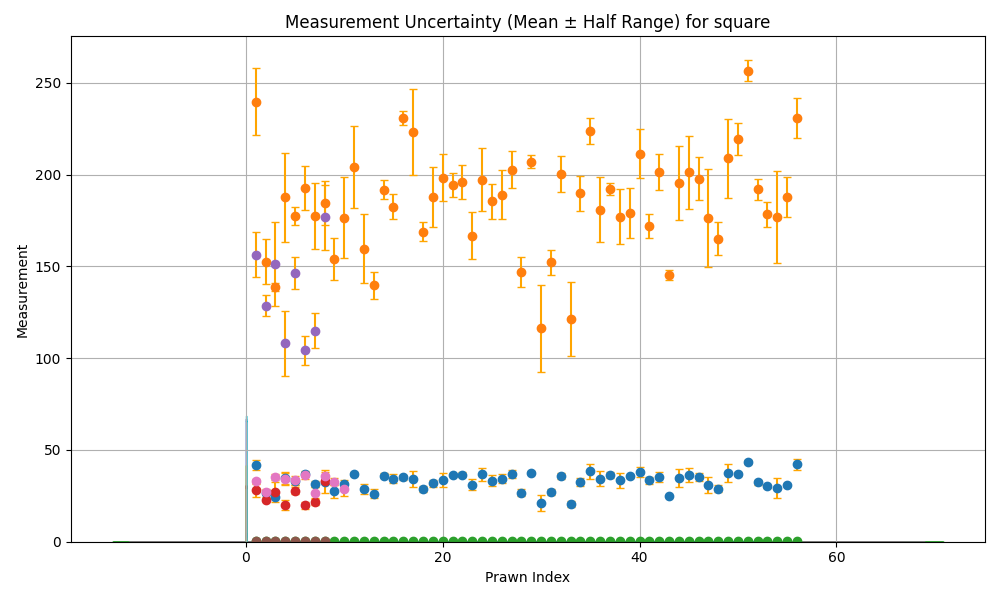 Measurement Uncertainty (Mean ± Half Range) for square
Measurement
250
200
150
100
50
0
0 20 40 60
Prawn Index